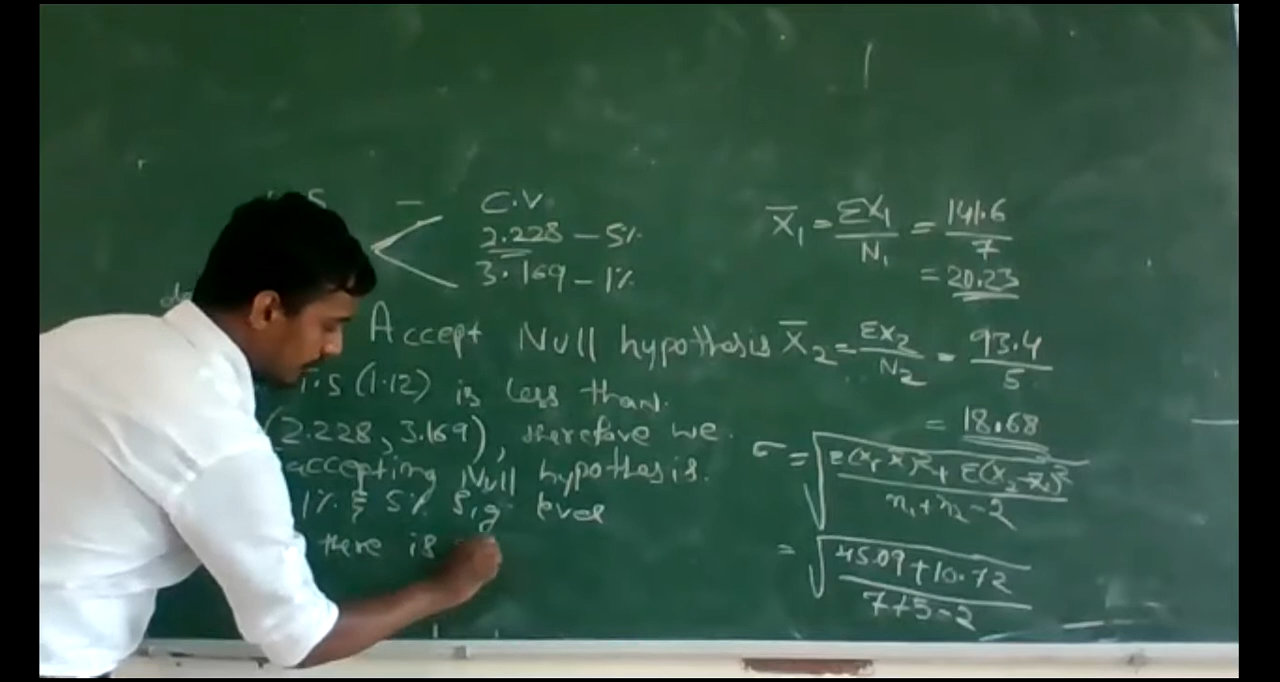 .S – C.V.
2.228 – 5%
3.169 – 1%
Accept Null hypothesis
T.S (1.12) is less than.
(2.228, 3.169), therefore we.
accepting Null hypothesis.
1% & 5% Sig. level
there is
X̄₁ = ΣX₁/N₁ = 141.6/7
= 20.23
X̄₂ = ΣX₂/N₂ = 93.4/5
= 18.68
σ = √(Σ(X₁-X̄)²+ Σ(X₂-X̄₂)²/n₁+n₂-2)
= √(45.09+10.72/7+5-2)